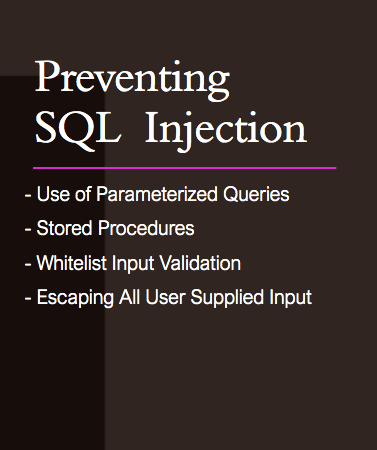 Preventing
SQL Injection
- Use of Parameterized Queries
- Stored Procedures
- Whitelist Input Validation
- Escaping All User Supplied Input